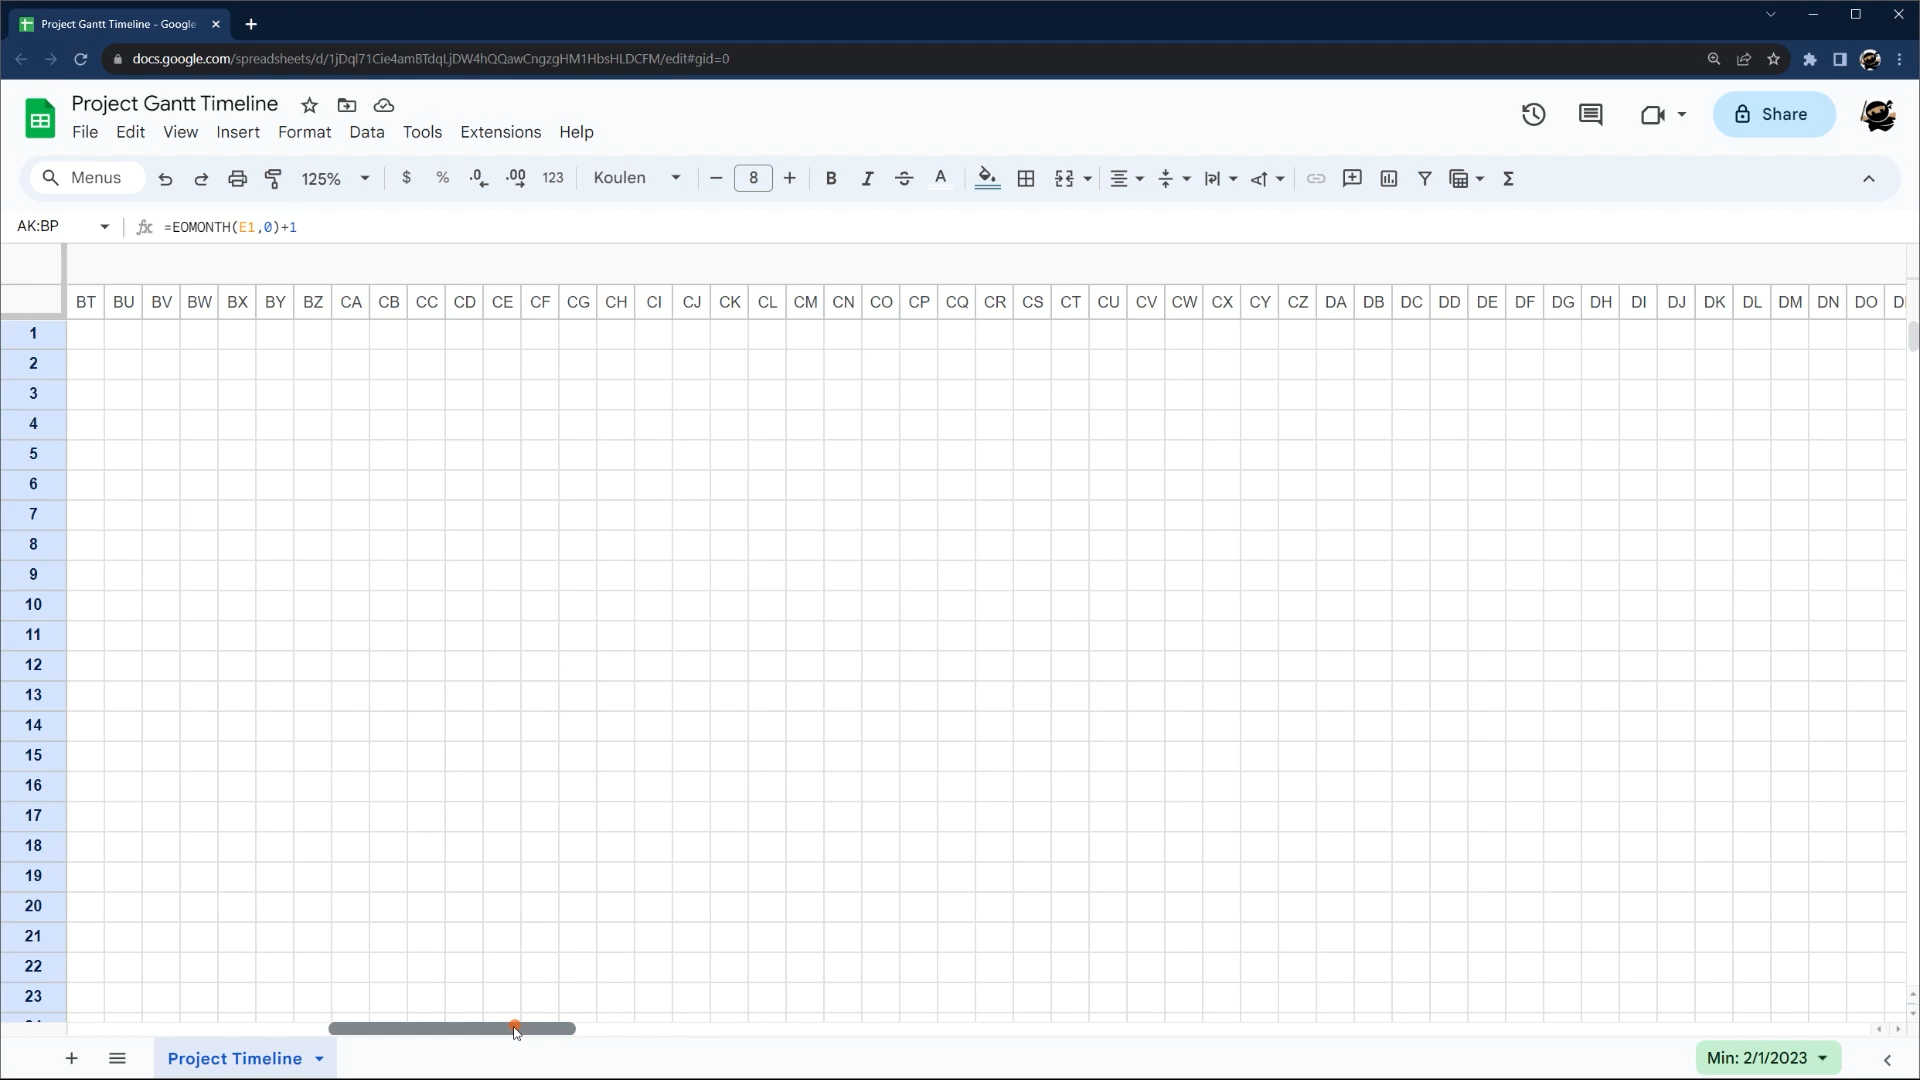 Project Gantt Timeline - Google
docs.google.com/spreadsheets/d/1jDql71Cie4amBTdqLjDW4hQQawCngzgHM1HbsHLDCFM/edit#gid=0
Project Gantt Timeline
File Edit View Insert Format Data Tools Extensions Help
Share
Menus 125% $ % .0 .00 123 Koulen 8 B I S A Σ
AK:BP fx =EOMONTH(E1,0)+1
BT BU BV BW BX BY BZ CA CB CC CD CE CF CG CH CI CJ CK CL CM CN CO CP CQ CR CS CT CU CV CW CX CY CZ DA DB DC DD DE DF DG DH DI DJ DK DL DM DN DO
1
2
3
4
5
6
7
8
9
10
11
12
13
14
15
16
17
18
19
20
21
22
23
Project Timeline
Min: 2/1/2023